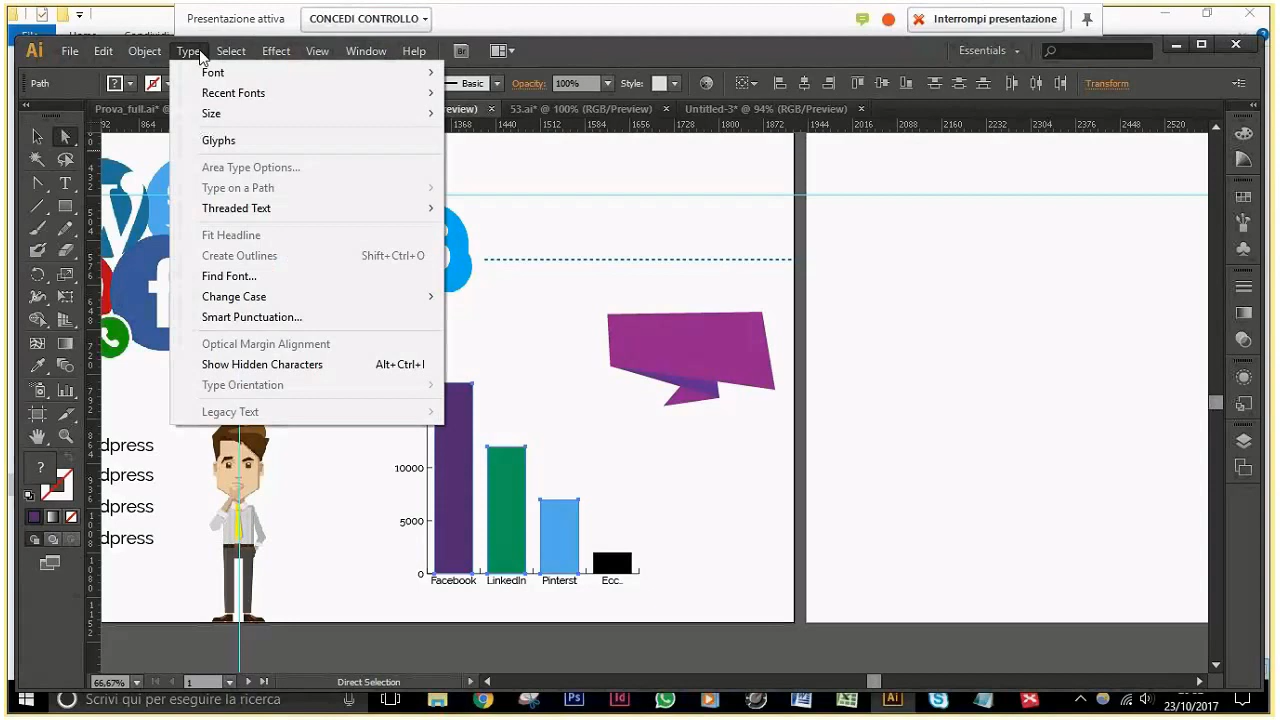 Presentazione attiva
CONCEDI CONTROLLO
Interrompi presentazione
Ai File Edit Object Type Select Effect View Window Help Br Essentials
Path
Basic Opacity: 100% Style: Transform
Font
Recent Fonts
Size
Glyphs
Area Type Options...
Type on a Path
Threaded Text
Fit Headline
Create Outlines Shift+Ctrl+O
Find Font...
Change Case
Smart Punctuation...
Optical Margin Alignment
Show Hidden Characters Alt+Ctrl+I
Type Orientation
Legacy Text
Prova_full.ai*
53.ai* @ 100% (RGB/Preview)
Untitled-3* @ 94% (RGB/Preview)
792 864 1368 1440 1512 1584 1656 1728 1800 1872 2016 2088 2160 2232 2304 2376 2448 2520
dpress
dpress
dpress
dpress
10000
5000
0
Facebook LinkedIn Pinterst Ecc..
66,67% 1 Direct Selection
Scrivi qui per eseguire la ricerca
23/10/2017